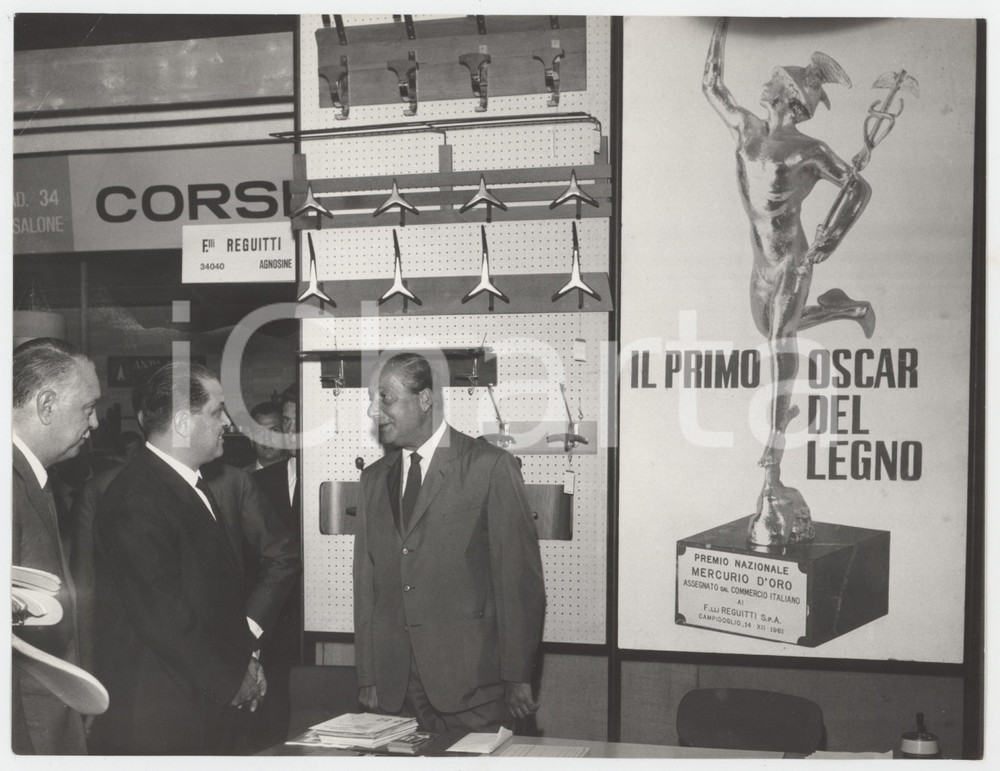 AD. 34
SALONE
CORSI
F.lli REGUITTI
34040 AGNOSINE
IL PRIMO OSCAR
DEL
LEGNO
PREMIO NAZIONALE
MERCURIO D'ORO
ASSEGNATO DAL COMMERCIO ITALIANO
AI
F.LLI REGUITTI S.P.A.
CAMPIDOGLIO, 14 - XII - 1961
iCharta